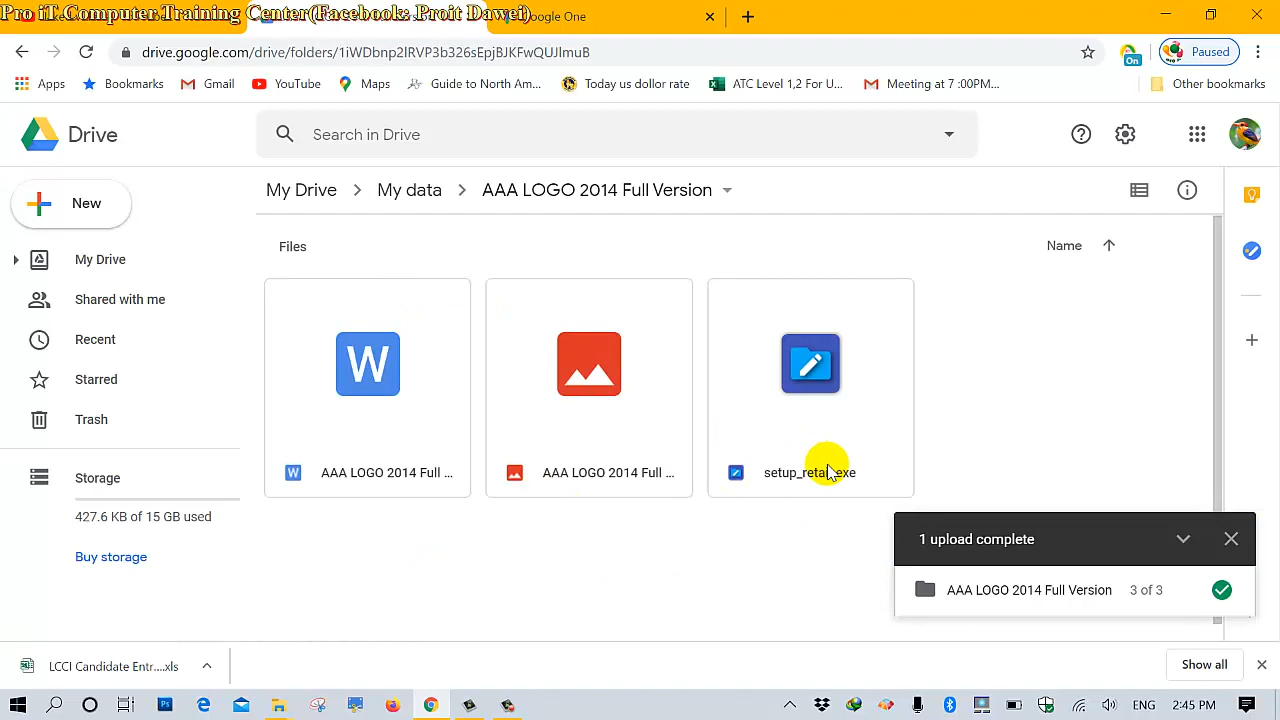 Pro iT Computer Training Center(Facebook: Proit Dawei)
Google One
drive.google.com/drive/folders/1iWDbnp2lRVP3b326sEpjBJKFwQUJlmuB
Paused
On
Apps
Bookmarks
Gmail
YouTube
Maps
Guide to North Am...
Today us dollor rate
ATC Level 1,2 For U...
Meeting at 7:00PM...
Other bookmarks
Drive
Search in Drive
New
My Drive
My data
AAA LOGO 2014 Full Version
Files
Name
My Drive
Shared with me
Recent
Starred
Trash
Storage
427.6 KB of 15 GB used
Buy storage
W
W
AAA LOGO 2014 Full ...
AAA LOGO 2014 Full ...
1 upload complete
AAA LOGO 2014 Full Version
3 of 3
LCCI Candidate Entr....xls
Show all
Ps
ENG
2:45 PM